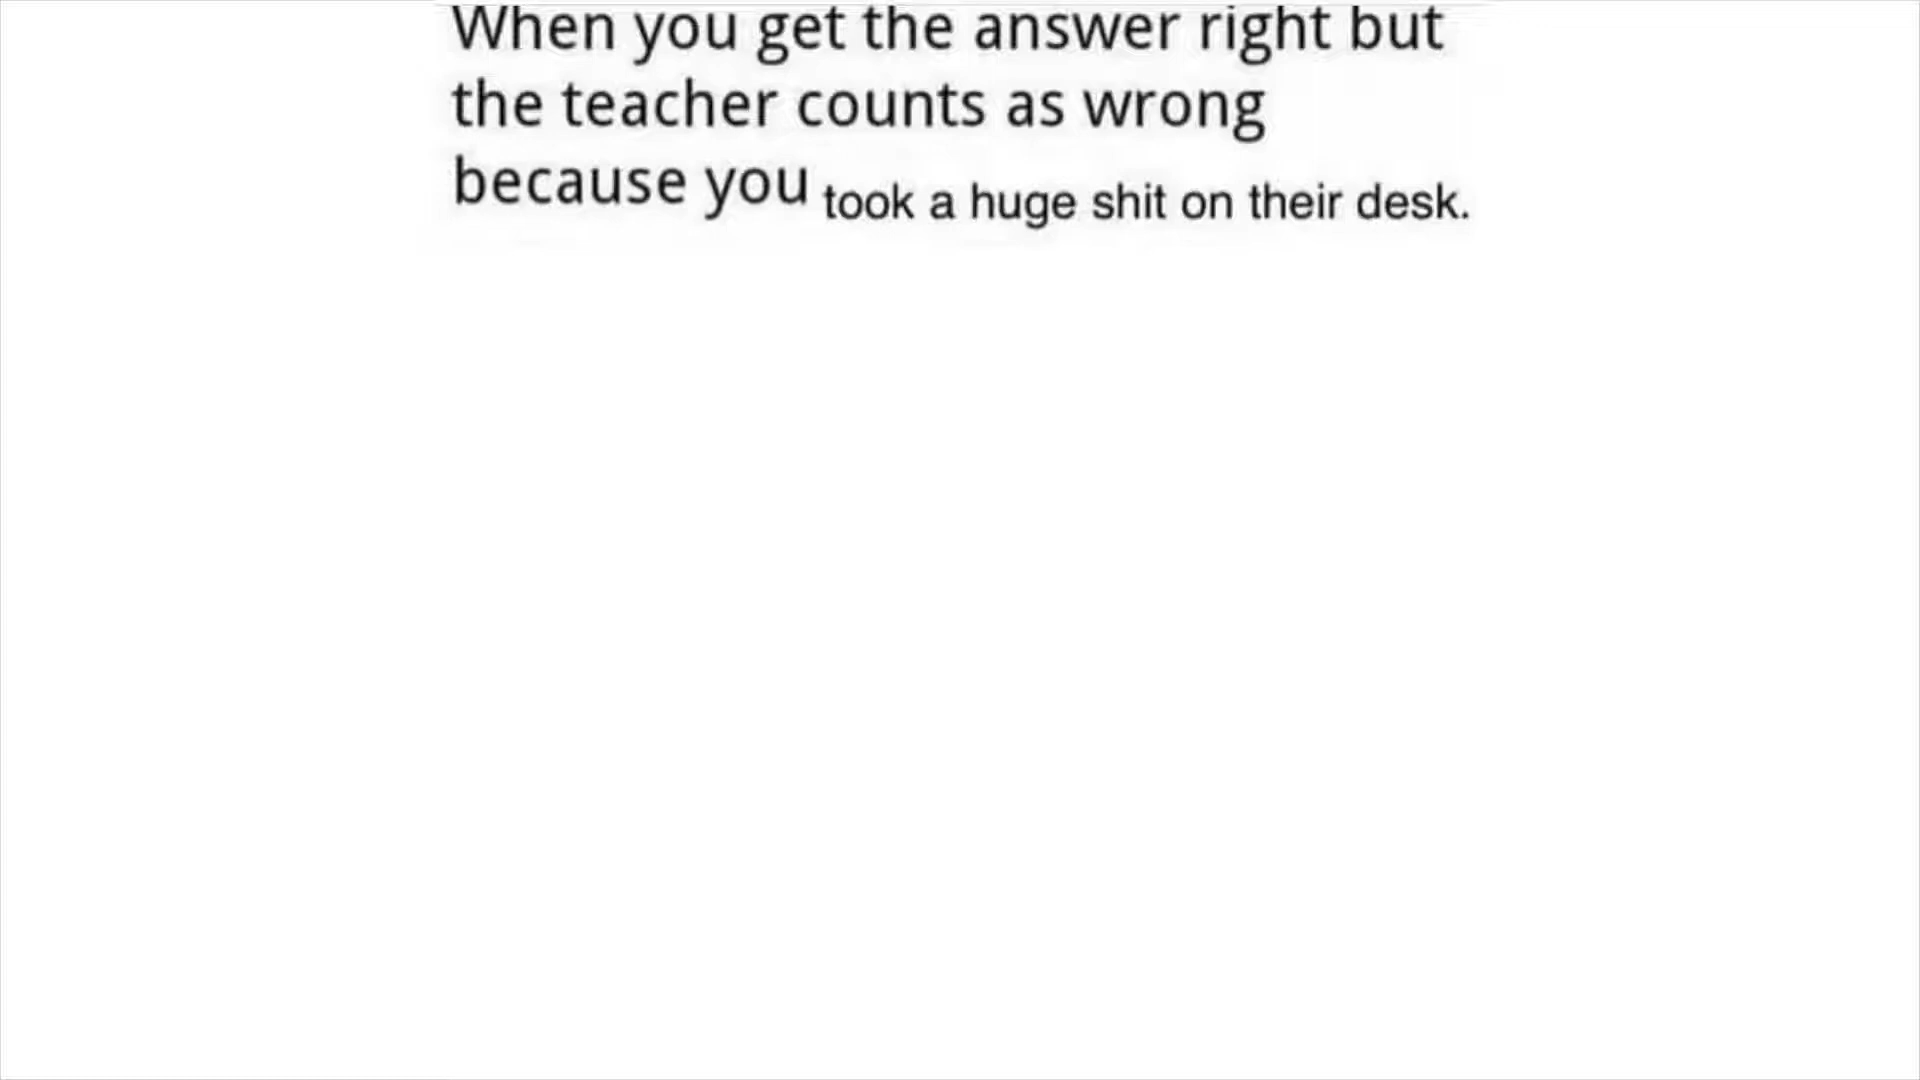 When you get the answer right but
the teacher counts as wrong
because you took a huge shit on their desk.